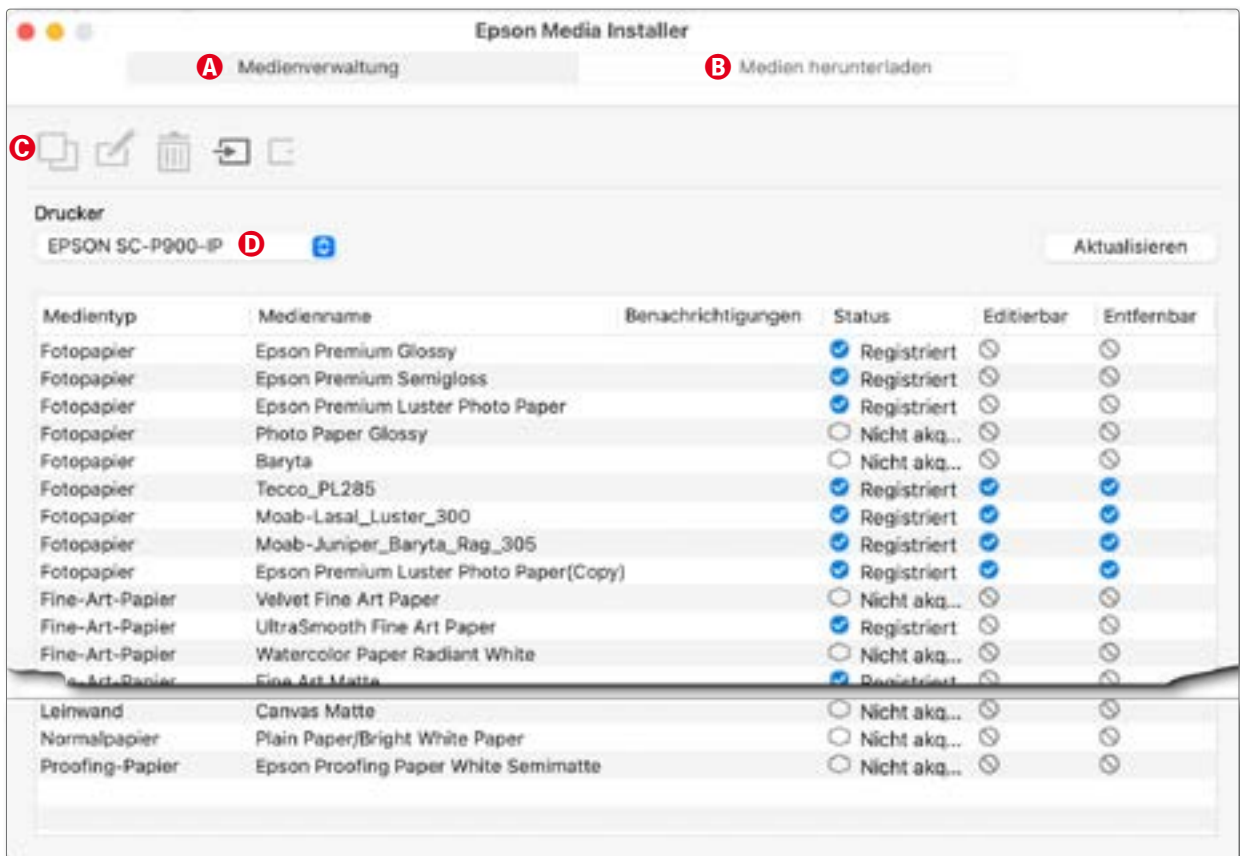 Epson Media Installer
A Medienverwaltung B Medien herunterladen
C
Drucker
EPSON SC-P900-IP D Aktualisieren
Medientyp Medienname Benachrichtigungen Status Editierbar Entfernbar
Fotopapier Epson Premium Glossy Registriert
Fotopapier Epson Premium Semigloss Registriert
Fotopapier Epson Premium Luster Photo Paper Registriert
Fotopapier Photo Paper Glossy Nicht akq...
Fotopapier Baryta Nicht akq...
Fotopapier Tecco_PL285 Registriert
Fotopapier Moab-Lasal_Luster_300 Registriert
Fotopapier Moab-Juniper_Baryta_Rag_305 Registriert
Fotopapier Epson Premium Luster Photo Paper(Copy) Registriert
Fine-Art-Papier Velvet Fine Art Paper Nicht akq...
Fine-Art-Papier UltraSmooth Fine Art Paper Registriert
Fine-Art-Papier Watercolor Paper Radiant White Nicht akq...
Fine Art Matte Registriert
Leinwand Canvas Matte Nicht akq...
Normalpapier Plain Paper/Bright White Paper Nicht akq...
Proofing-Papier Epson Proofing Paper White Semimatte Nicht akq...